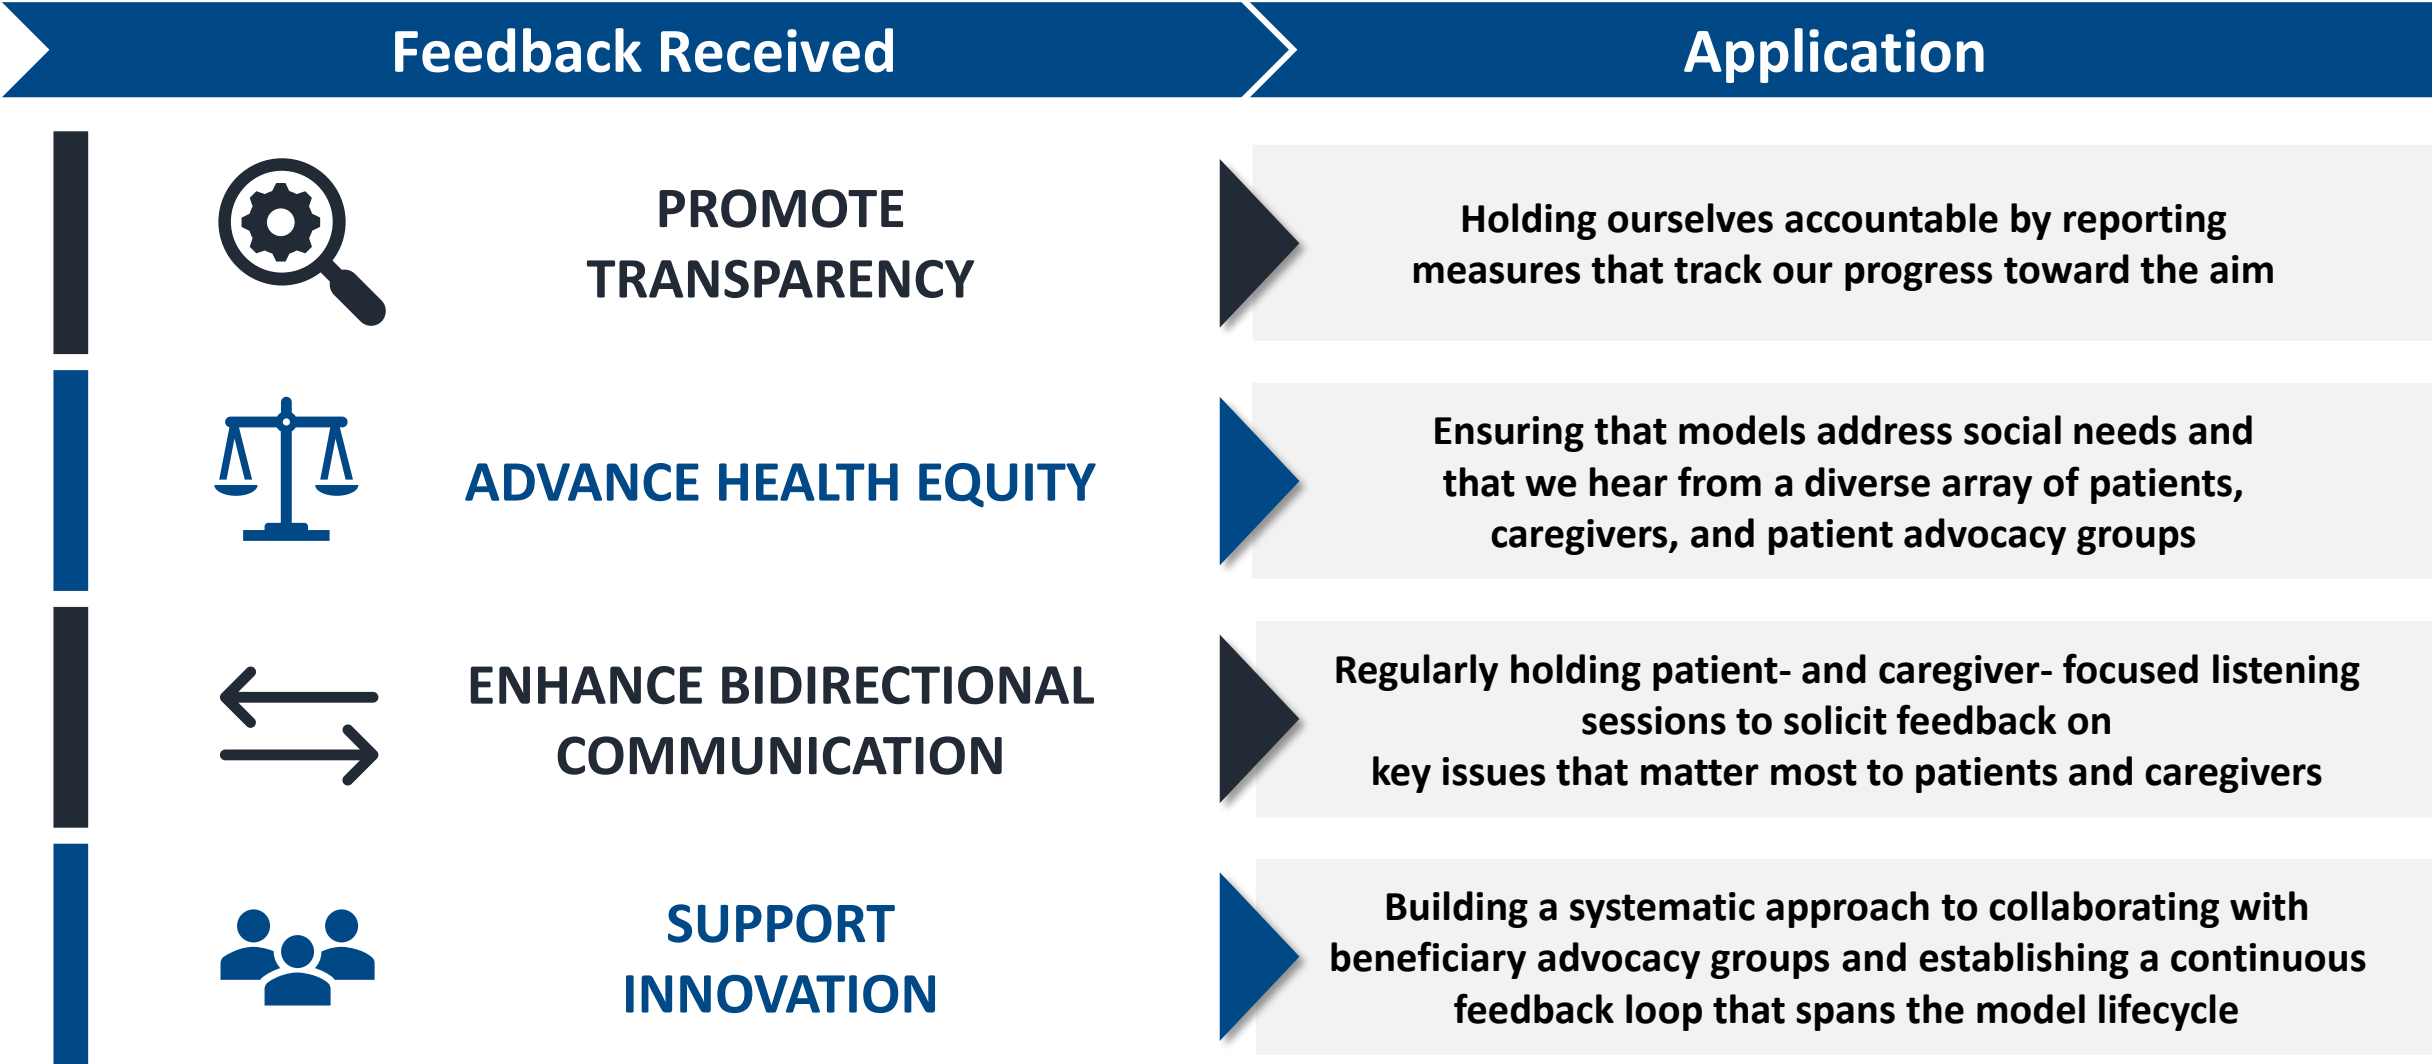 Feedback Received
Application
PROMOTE
TRANSPARENCY
Holding ourselves accountable by reporting
measures that track our progress toward the aim
ADVANCE HEALTH EQUITY
Ensuring that models address social needs and
that we hear from a diverse array of patients,
caregivers, and patient advocacy groups
ENHANCE BIDIRECTIONAL
COMMUNICATION
Regularly holding patient- and caregiver- focused listening
sessions to solicit feedback on
key issues that matter most to patients and caregivers
SUPPORT
INNOVATION
Building a systematic approach to collaborating with
beneficiary advocacy groups and establishing a continuous
feedback loop that spans the model lifecycle